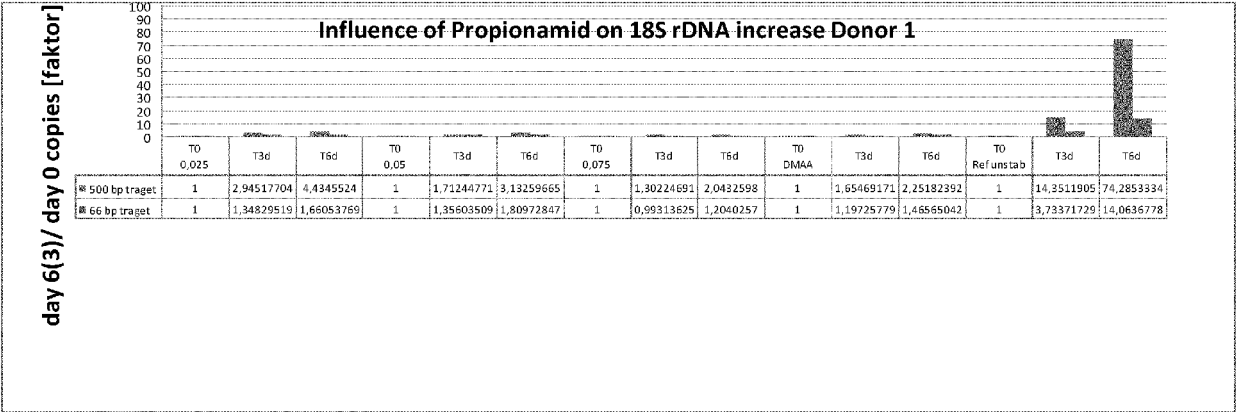 Influence of Propionamid on 18S rDNA increase Donor 1
day 6(3)/ day 0 copies [faktor]
100
90
80
70
60
50
40
30
20
10
0
T0 0,025 T3d T6d T0 0,05 T3d T6d T0 0,075 T3d T6d T0 DMAA T3d T6d T0 Ref unstab T3d T6d
500 bp traget 1 2,94517704 4,4345524 1 1,71244771 3,13259665 1 1,30224691 2,0432598 1 1,65469171 2,25182392 1 14,3511905 74,2853334
66 bp traget 1 1,34829519 1,66053769 1 1,35603509 1,80972847 1 0,99313625 1,2040257 1 1,19725779 1,46565042 1 3,73371729 14,0636778